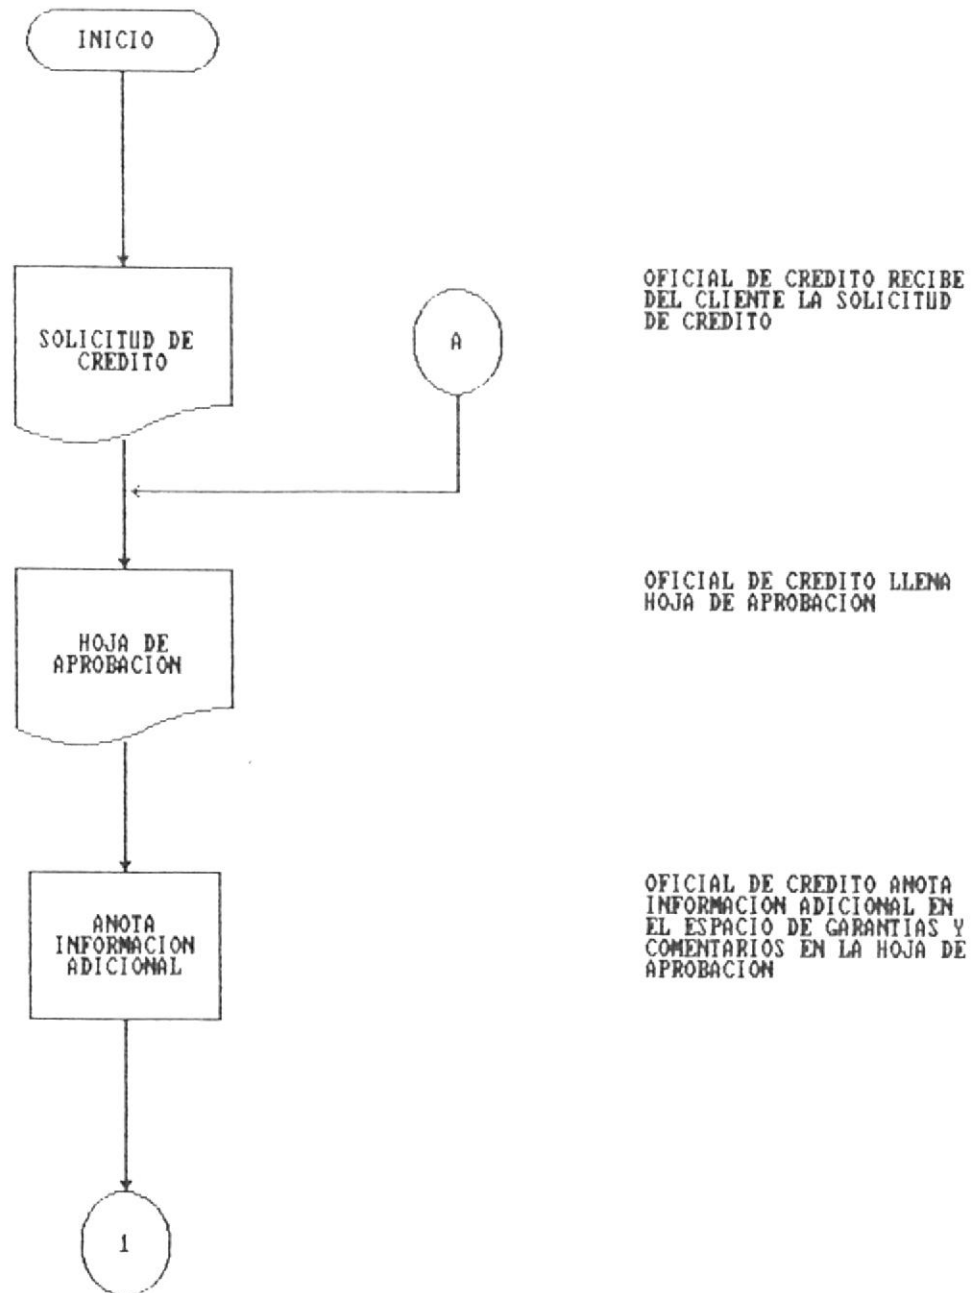 INICIO
SOLICITUD DE
CREDITO
A
OFICIAL DE CREDITO RECIBE
DEL CLIENTE LA SOLICITUD
DE CREDITO
HOJA DE
APROBACION
OFICIAL DE CREDITO LLENA
HOJA DE APROBACION
ANOTA
INFORMACION
ADICIONAL
OFICIAL DE CREDITO ANOTA
INFORMACION ADICIONAL EN
EL ESPACIO DE GARANTIAS Y
COMENTARIOS EN LA HOJA DE
APROBACION
1